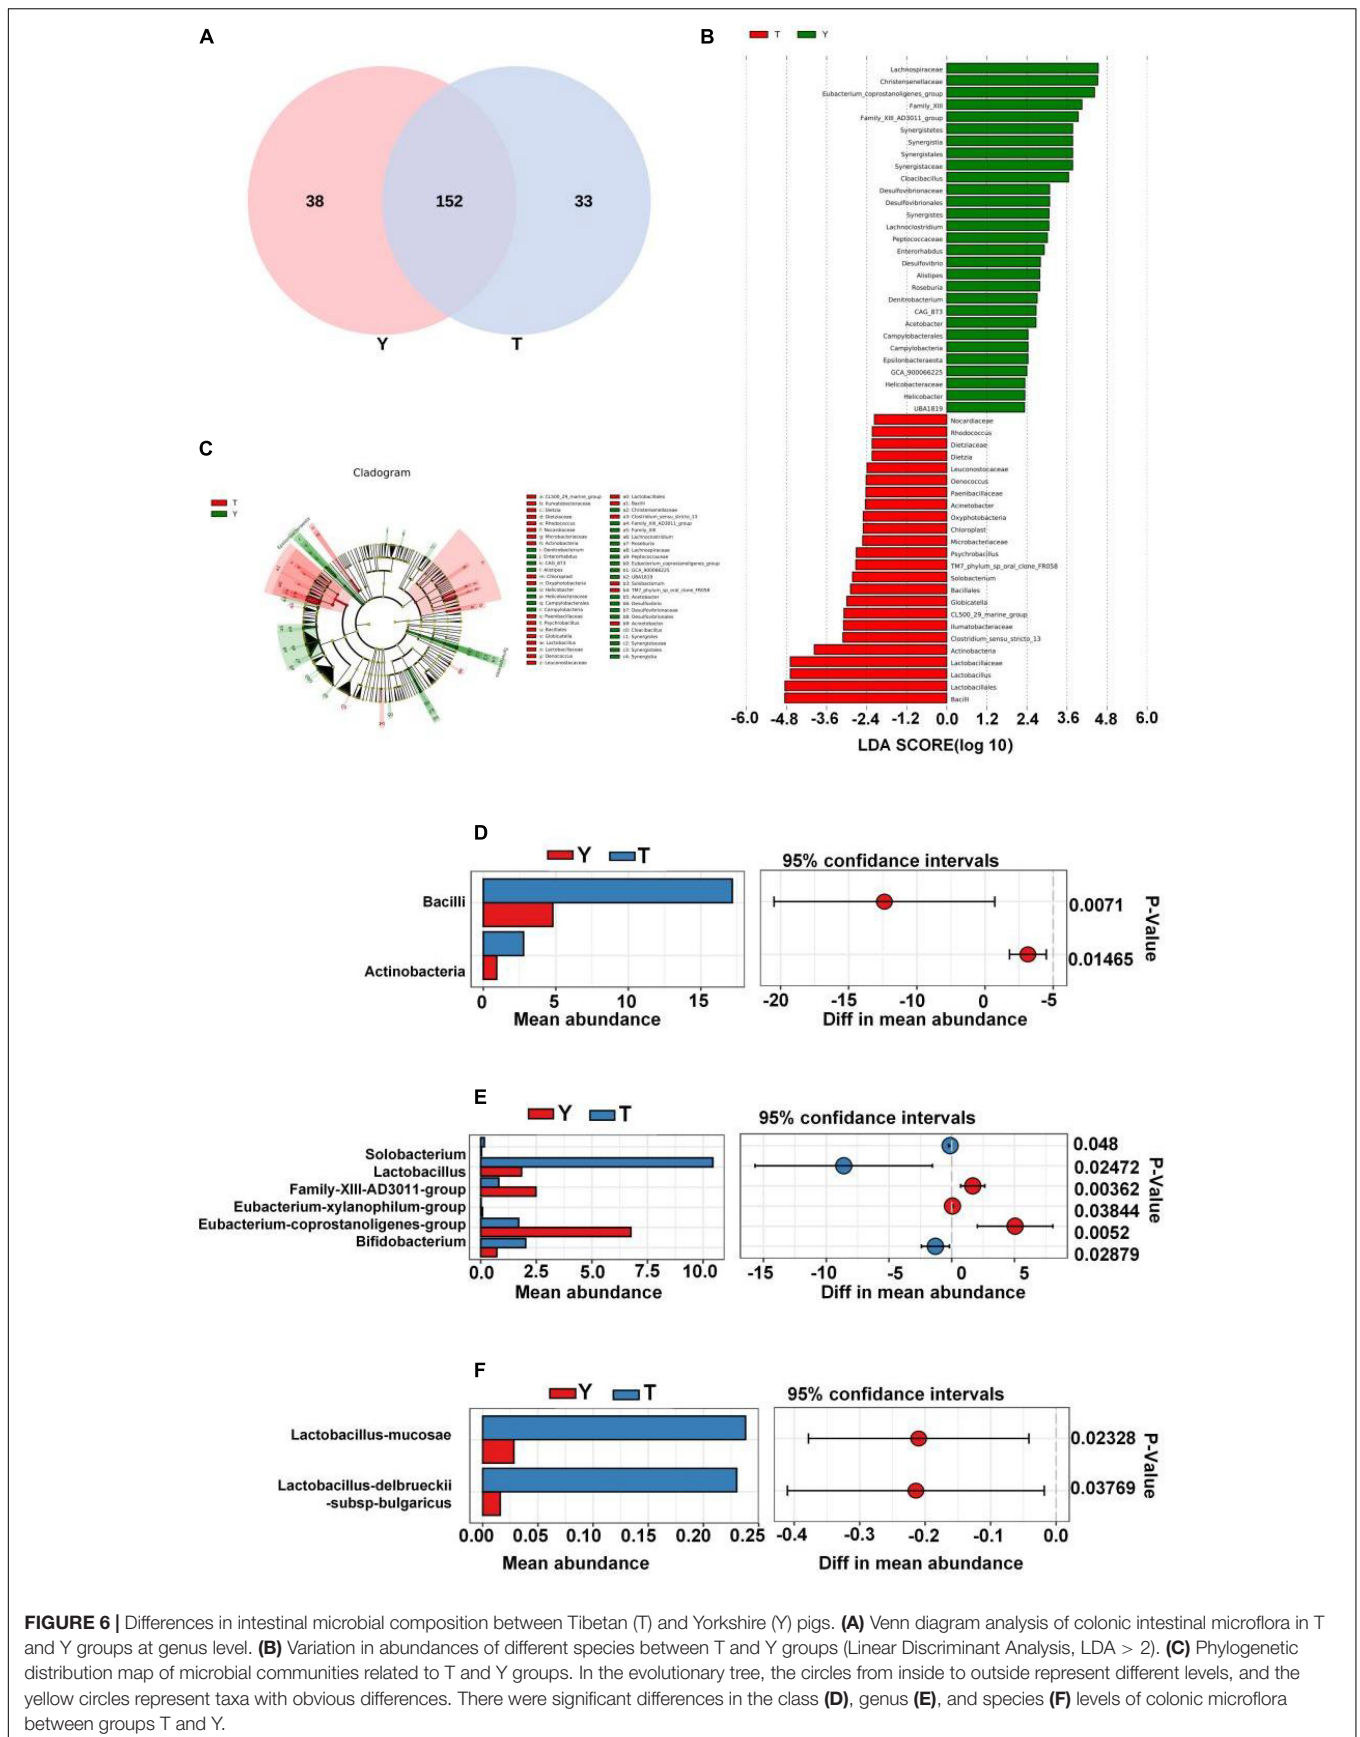 A
38
152
33
Y
T
B
T
Y
Lachnospiraceae
Christensenellaceae
Eubacterium_coprostanoligenes_group
Family_XIII
Family_XIII_AD3011_group
Synergistetes
Synergistia
Synergistales
Synergistaceae
Cloacibacillus
Desulfovibrionaceae
Desulfovibrionales
Synergistes
Lachnoclostridium
Peptococcaceae
Enterorhabdus
Desulfovibrio
Alistipes
Roseburia
Denitrobacterium
CAG_873
Acetobacter
Campylobacterales
Campylobacteria
Epsilonbacteraeota
GCA_900066225
Helicobacteraceae
Helicobacter
UBA1819
Nocardiaceae
Rhodococcus
Dietziaceae
Dietzia
Leuconostocaceae
Oenococcus
Paenibacillaceae
Acinetobacter
Oxyphotobacteria
Chloroplast
Microbacteriaceae
Psychrobacillus
TM7_phylum_sp_oral_clone_FR058
Solobacterium
Bacillales
Globicatella
CL500_29_marine_group
Ilumatobacteraceae
Clostridium_sensu_stricto_13
Actinobacteria
Lactobacillaceae
Lactobacillus
Lactobacillales
Bacilli
-6.0 -4.8 -3.6 -2.4 -1.2 0.0 1.2 2.4 3.6 4.8 6.0
LDA SCORE(log 10)
C
Cladogram
T
Y
D
Y T
Bacilli
Actinobacteria
0 5 10 15
Mean abundance
95% confidance intervals
0.0071
0.01465
P-Value
-20 -15 -10 0 -5
Diff in mean abundance
E
Y T
Solobacterium
Lactobacillus
Family-XIII-AD3011-group
Eubacterium-xylanophilum-group
Eubacterium-coprostanoligenes-group
Bifidobacterium
0.0 2.5 5.0 7.5 10.0
Mean abundance
95% confidance intervals
0.048
0.02472
0.00362
0.03844
0.0052
0.02879
P-Value
-15 -10 -5 0 5
Diff in mean abundance
F
Y T
Lactobacillus-mucosae
Lactobacillus-delbrueckii
-subsp-bulgaricus
0.00 0.05 0.10 0.15 0.20 0.25
Mean abundance
95% confidance intervals
0.02328
0.03769
P-Value
-0.4 -0.3 -0.2 -0.1 0.0
Diff in mean abundance
FIGURE 6 | Differences in intestinal microbial composition between Tibetan (T) and Yorkshire (Y) pigs. (A) Venn diagram analysis of colonic intestinal microflora in T
and Y groups at genus level. (B) Variation in abundances of different species between T and Y groups (Linear Discriminant Analysis, LDA > 2). (C) Phylogenetic
distribution map of microbial communities related to T and Y groups. In the evolutionary tree, the circles from inside to outside represent different levels, and the
yellow circles represent taxa with obvious differences. There were significant differences in the class (D), genus (E), and species (F) levels of colonic microflora
between groups T and Y.